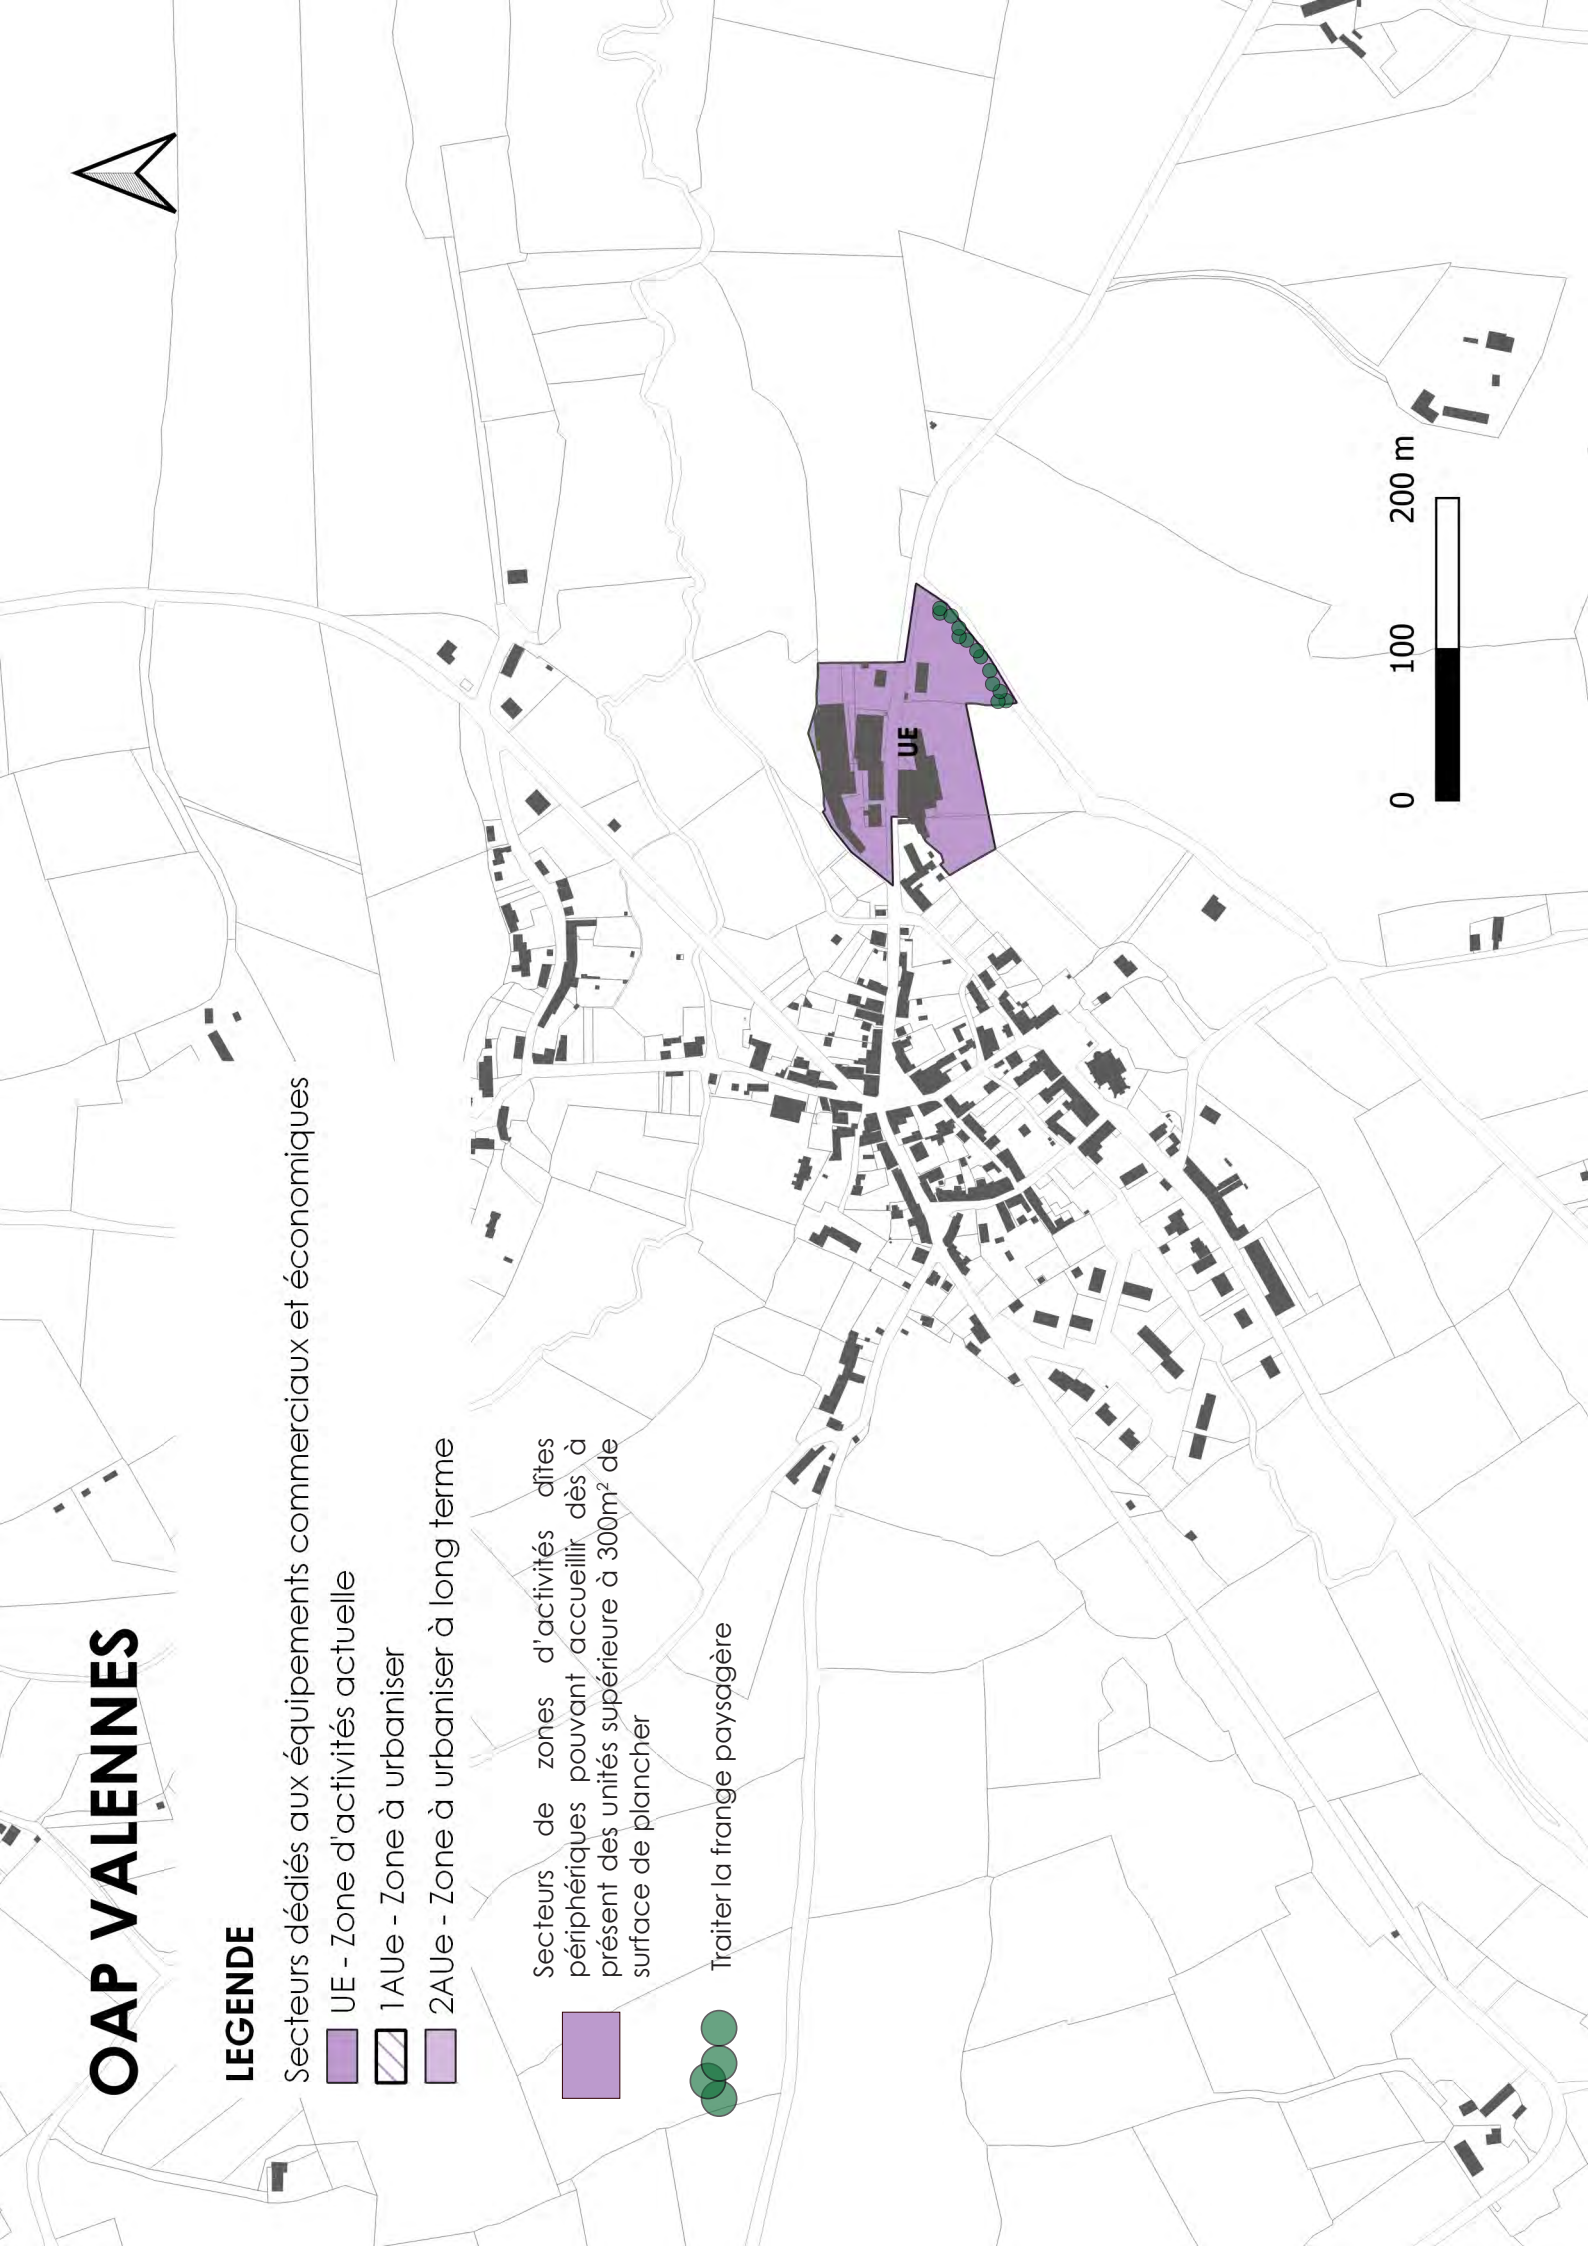 OAP VALENNES
LEGENDE
Secteurs dédiés aux équipements commerciaux et économiques
UE - Zone d'activités actuelle
1AUe - Zone à urbaniser
2AUe - Zone à urbaniser à long terme
Secteurs de zones d'activités dîtes
périphériques pouvant accueillir dès à
présent des unités supérieure à 300m² de
surface de plancher
Traiter la frange paysagère
UE
0 100 200 m